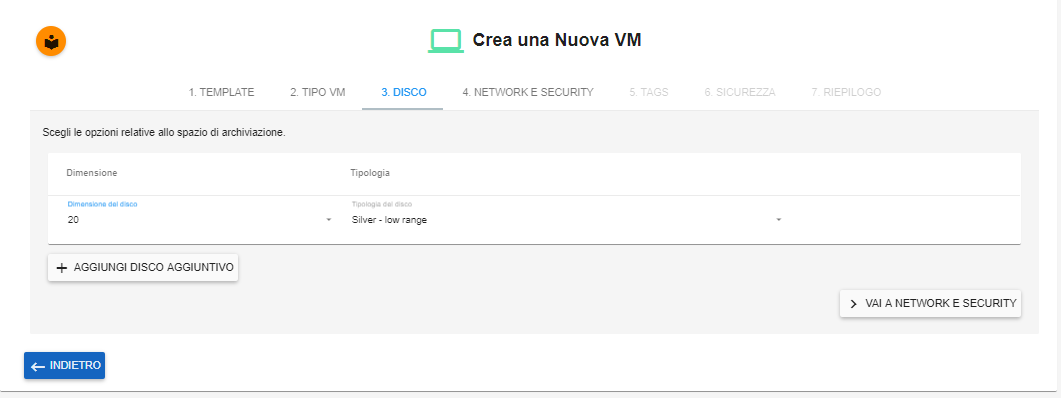 Crea una Nuova VM
1. TEMPLATE 2. TIPO VM 3. DISCO 4. NETWORK E SECURITY 5. TAGS 6. SICUREZZA 7. RIEPILOGO
Scegli le opzioni relative allo spazio di archiviazione.
Dimensione Tipologia
Dimensione del disco Tipologia del disco
20 Silver - low range
AGGIUNGI DISCO AGGIUNTIVO
VAI A NETWORK E SECURITY
INDIETRO